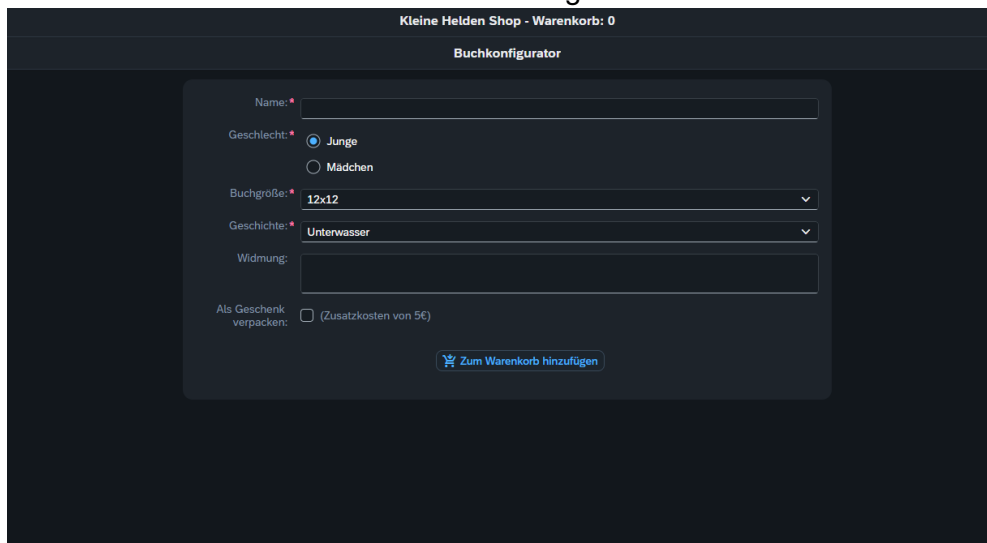 Kleine Helden Shop - Warenkorb: 0
Buchkonfigurator
Name:*
Geschlecht:*
Junge
Mädchen
Buchgröße:*
12x12
Geschichte:*
Unterwasser
Widmung:
Als Geschenk
verpacken:
(Zusatzkosten von 5€)
Zum Warenkorb hinzufügen